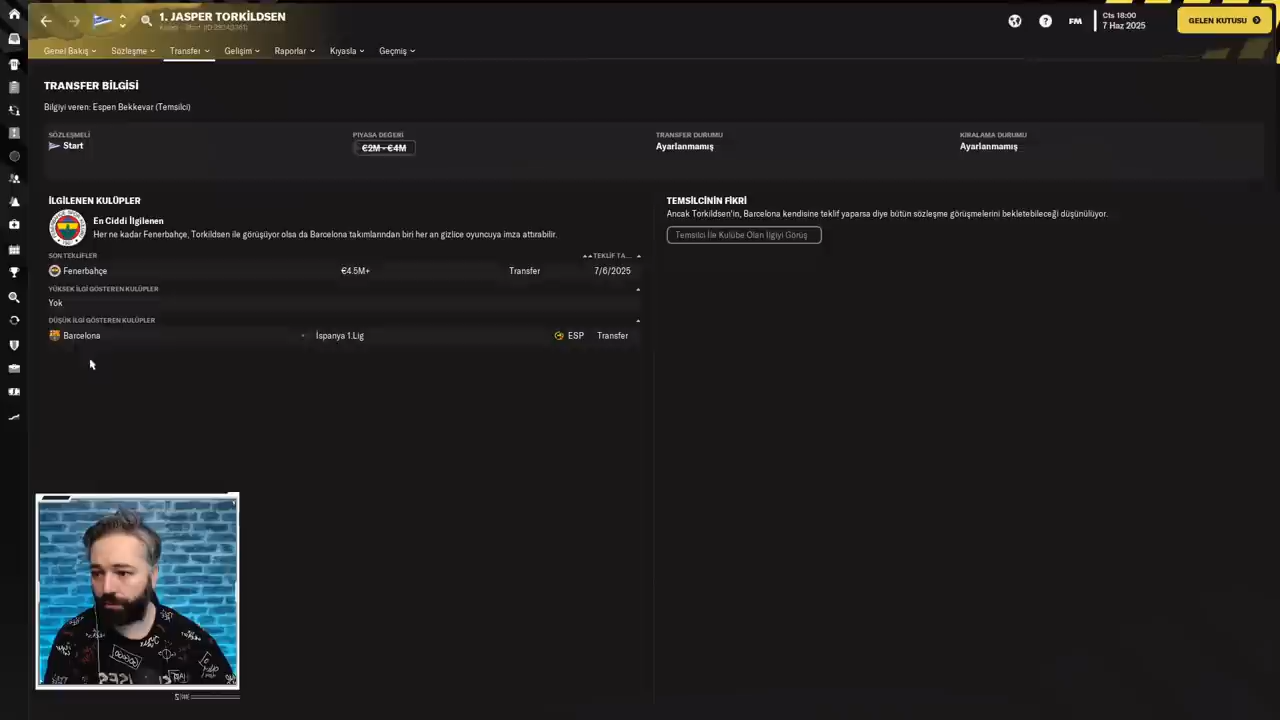 1. JASPER TORKILDSEN
Cts 18:00
7 Haz 2025
GELEN KUTUSU
FM
Genel Bakış
Sözleşme
Transfer
Gelişim
Raporlar
Kıyasla
Geçmiş
TRANSFER BİLGİSİ
Bilgiyi veren: Espen Bekkevar (Temsilci)
SÖZLEŞMELİ
Start
PİYASA DEĞERİ
€2M - €4M
TRANSFER DURUMU
Ayarlanmamış
KİRALAMA DURUMU
Ayarlanmamış
İLGİLENEN KULÜPLER
En Ciddi İlgilenen
Her ne kadar Fenerbahçe, Torkildsen ile görüşüyor olsa da Barcelona takımlarından biri her an gizlice oyuncuya imza attırabilir.
SON TEKLİFLER
TEKLİF TA...
Fenerbahçe €4.5M+ Transfer 7/6/2025
YÜKSEK İLGİ GÖSTEREN KULÜPLER
Yok
DÜŞÜK İLGİ GÖSTEREN KULÜPLER
Barcelona - İspanya 1.Lig ESP Transfer
TEMSİLCİNİN FİKRİ
Ancak Torkildsen'in, Barcelona kendisine teklif yaparsa diye bütün sözleşme görüşmelerini bekletebileceği düşünülüyor.
Temsilci İle Kulübe Olan İlgiyi Görüş